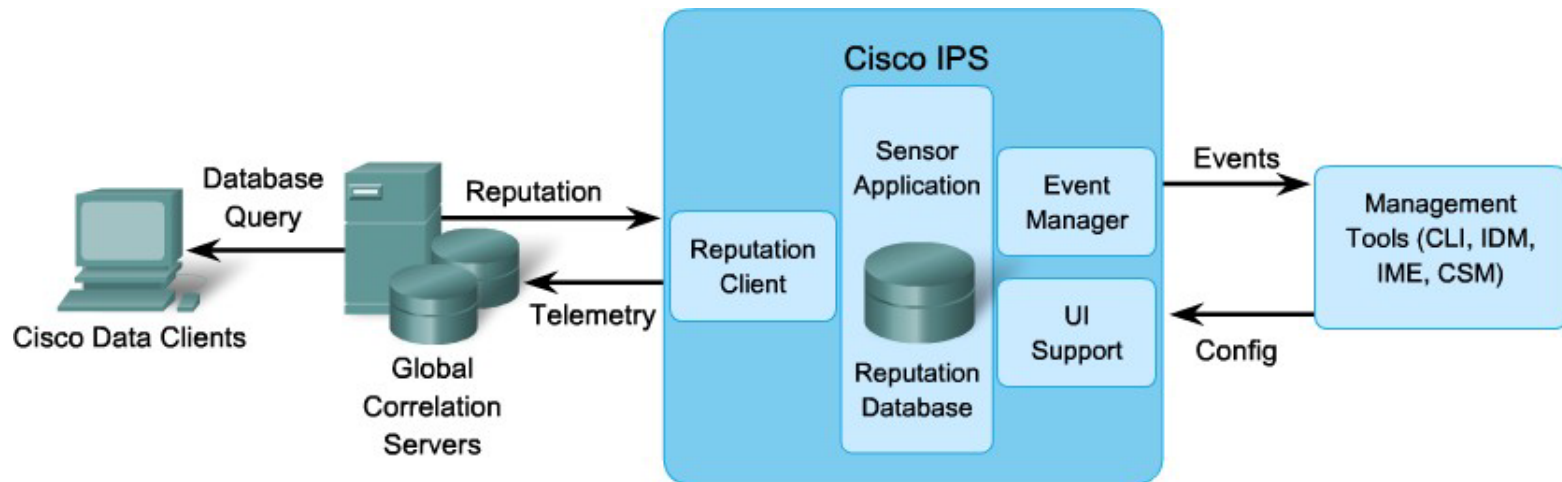 Cisco IPS
Database
Query
Cisco Data Clients
Reputation
Telemetry
Global
Correlation
Servers
Reputation
Client
Sensor
Application
Reputation
Database
Event
Manager
UI
Support
Events
Config
Management
Tools (CLI, IDM,
IME, CSM)